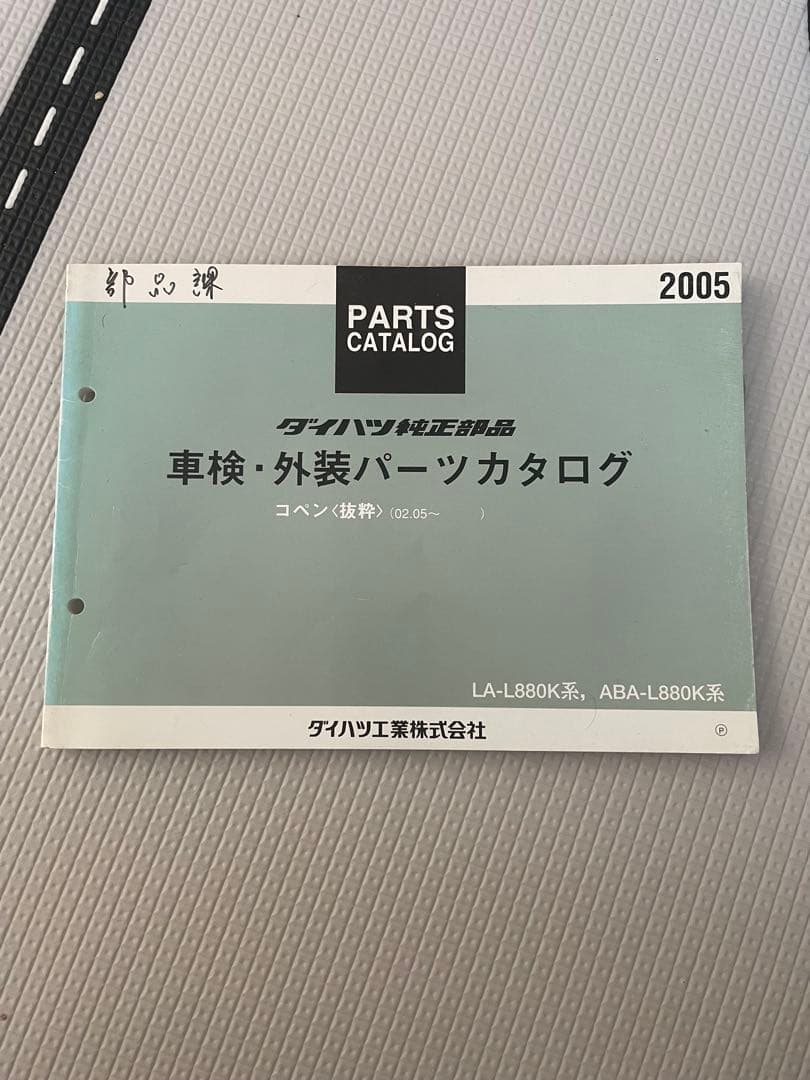 部品課
PARTS
CATALOG
2005
ダイハツ純正部品
車検・外装パーツカタログ
コペン〈抜粋〉(02.05～　　)
LA-L880K系，ABA-L880K系
ダイハツ工業株式会社
Ⓟ